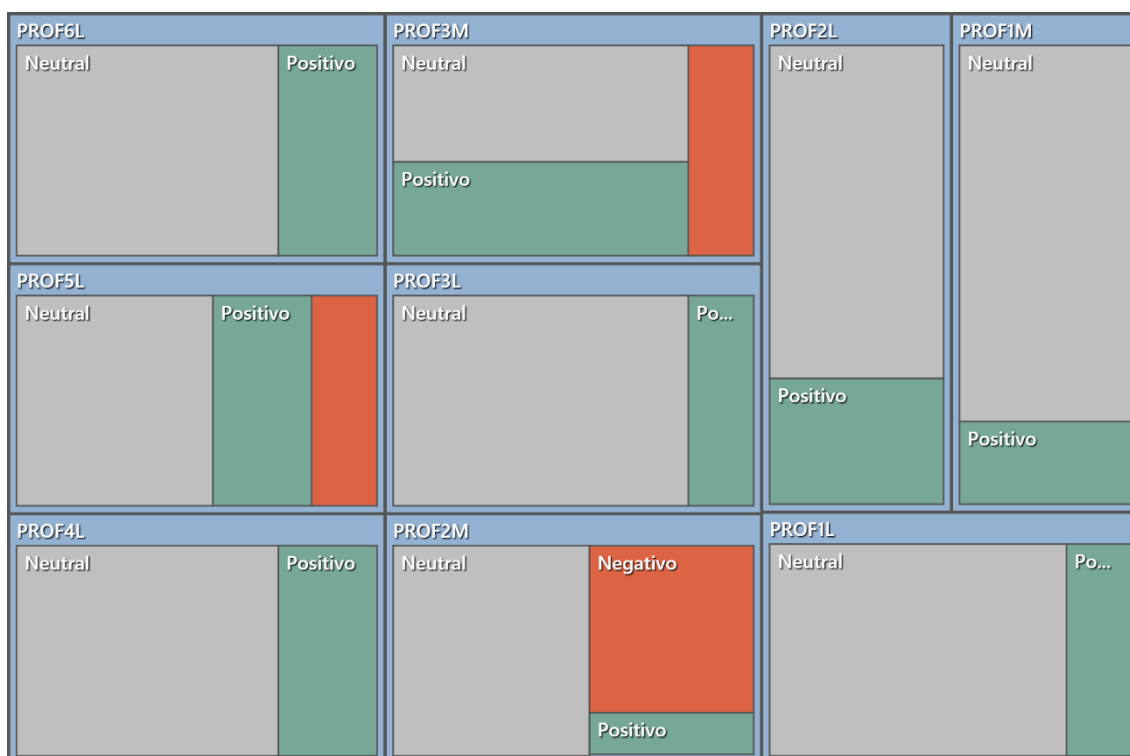 PROF6L
Neutral
Positivo
PROF3M
Neutral
Positivo
PROF2L
Neutral
Positivo
PROF1M
Neutral
Positivo
PROF5L
Neutral
Positivo
PROF3L
Neutral
Po...
PROF4L
Neutral
Positivo
PROF2M
Neutral
Negativo
Positivo
PROF1L
Neutral
Po...